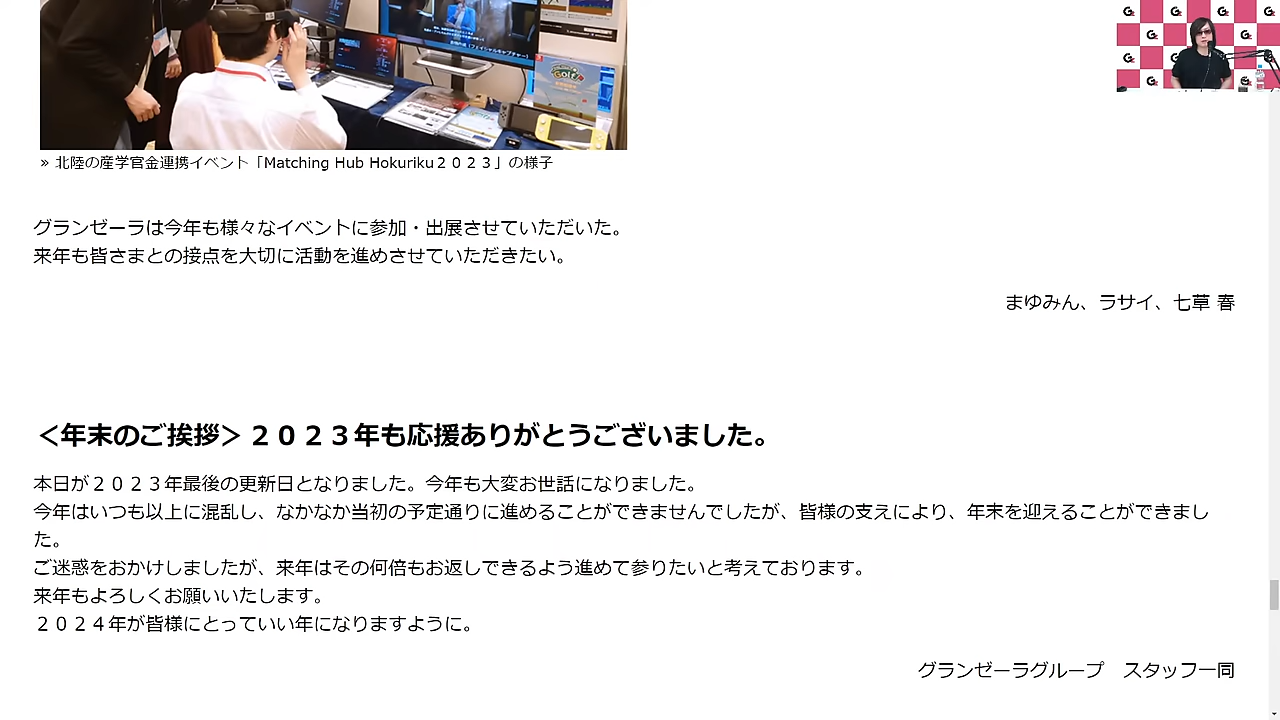 (フェイシャルキャプチャー)
Golf!
» 北陸の産学官金連携イベント「Matching Hub Hokuriku２０２３」の様子
グランゼーラは今年も様々なイベントに参加・出展させていただいた。
来年も皆さまとの接点を大切に活動を進めさせていただきたい。
まゆみん、ラサイ、七草 春
＜年末のご挨拶＞２０２３年も応援ありがとうございました。
本日が２０２３年最後の更新日となりました。今年も大変お世話になりました。
今年はいつも以上に混乱し、なかなか当初の予定通りに進めることができませんでしたが、皆様の支えにより、年末を迎えることができまし
た。
ご迷惑をおかけしましたが、来年はその何倍もお返しできるよう進めて参りたいと考えております。
来年もよろしくお願いいたします。
２０２４年が皆様にとっていい年になりますように。
グランゼーラグループ　スタッフ一同